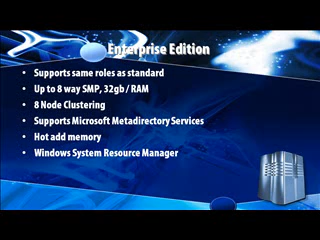 Enterprise Edition
• Supports same roles as standard
• Up to 8 way SMP, 32gb / RAM
• 8 Node Clustering
• Supports Microsoft Metadirectory Services
• Hot add memory
• Windows System Resource Manager